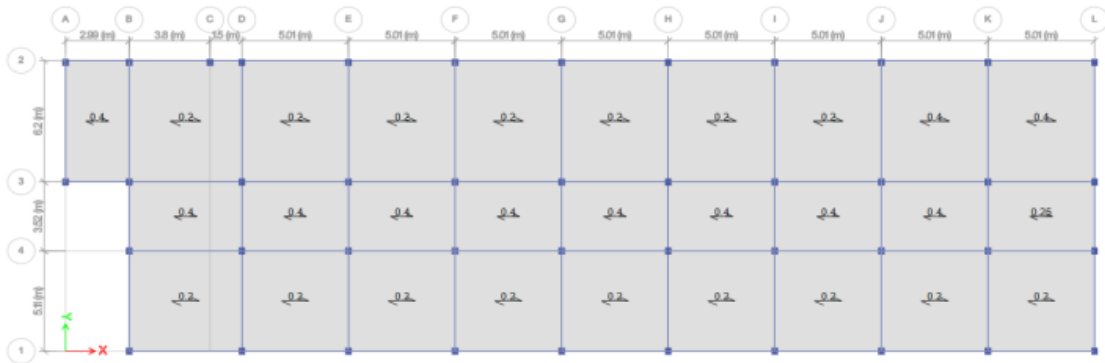 A B C D E F G H I J K L
2.99 (m) 3.8 (m) 1.5 (m) 5.01 (m) 5.01 (m) 5.01 (m) 5.01 (m) 5.01 (m) 5.01 (m) 5.01 (m) 5.01 (m)
2
6.2 (m)
0.4 0.2 0.2 0.2 0.2 0.2 0.2 0.2 0.4 0.4
3
3.52 (m)
0.4 0.4 0.4 0.4 0.4 0.4 0.4 0.4 0.25
4
5.11 (m)
0.2 0.2 0.2 0.2 0.2 0.2 0.2 0.2 0.2
Y
1
X